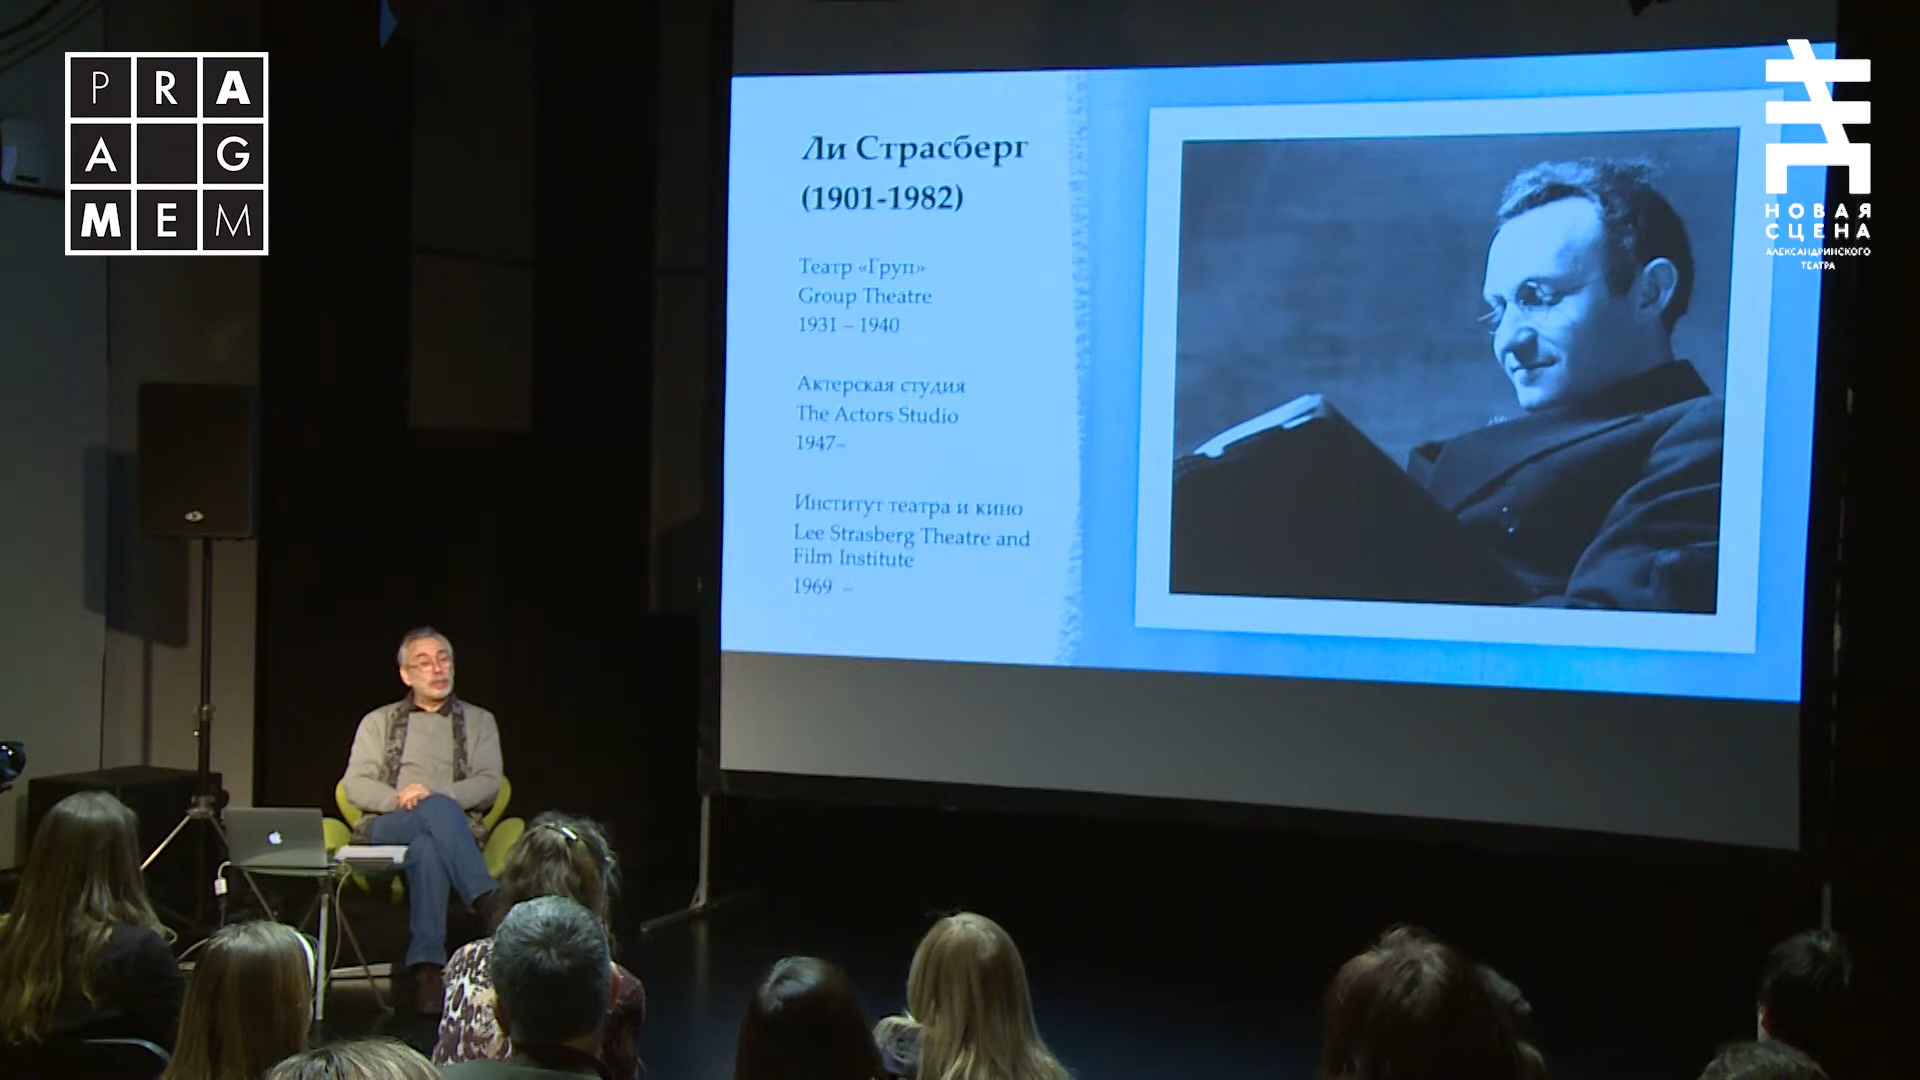 PRA
AG
MEM
Ли Страсберг
(1901-1982)
Театр «Груп»
Group Theatre
1931 – 1940
Актерская студия
The Actors Studio
1947–
Институт театра и кино
Lee Strasberg Theatre and
Film Institute
1969 –
НОВАЯ
СЦЕНА
АЛЕКСАНДРИНСКОГО
ТЕАТРА